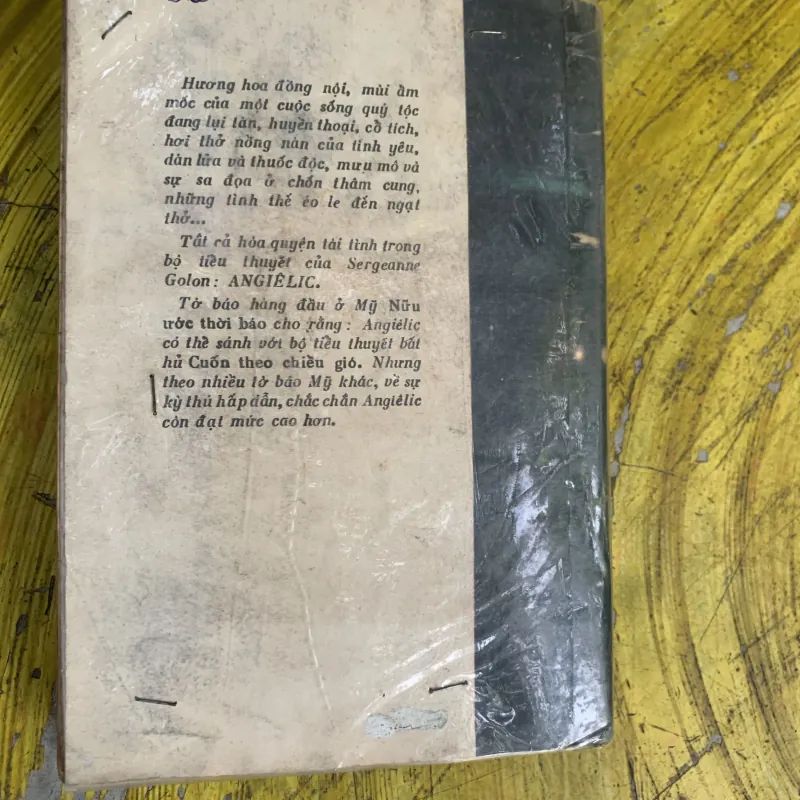 Hương hoa đồng nội, mùi ẩm
mốc của một cuộc sống quý tộc
đang lụi tàn, huyền thoại, cổ tích,
hơi thở nồng nàn của tình yêu,
dàn lửa và thuốc độc, mưu mô và
sự sa đọa ở chốn thâm cung,
những tình thế éo le đến ngạt
thở...
Tất cả hòa quyện tài tình trong
bộ tiểu thuyết của Sergeanne
Golon: ANGIÊLIC.
Tờ báo hàng đầu ở Mỹ Nữu
ước thời báo cho rằng: Angiêlic
có thể sánh với bộ tiểu thuyết bất
hủ Cuốn theo chiều gió. Nhưng
theo nhiều tờ báo Mỹ khác, về sự
kỳ thú hấp dẫn, chắc chắn Angiêlic
còn đạt mức cao hơn.